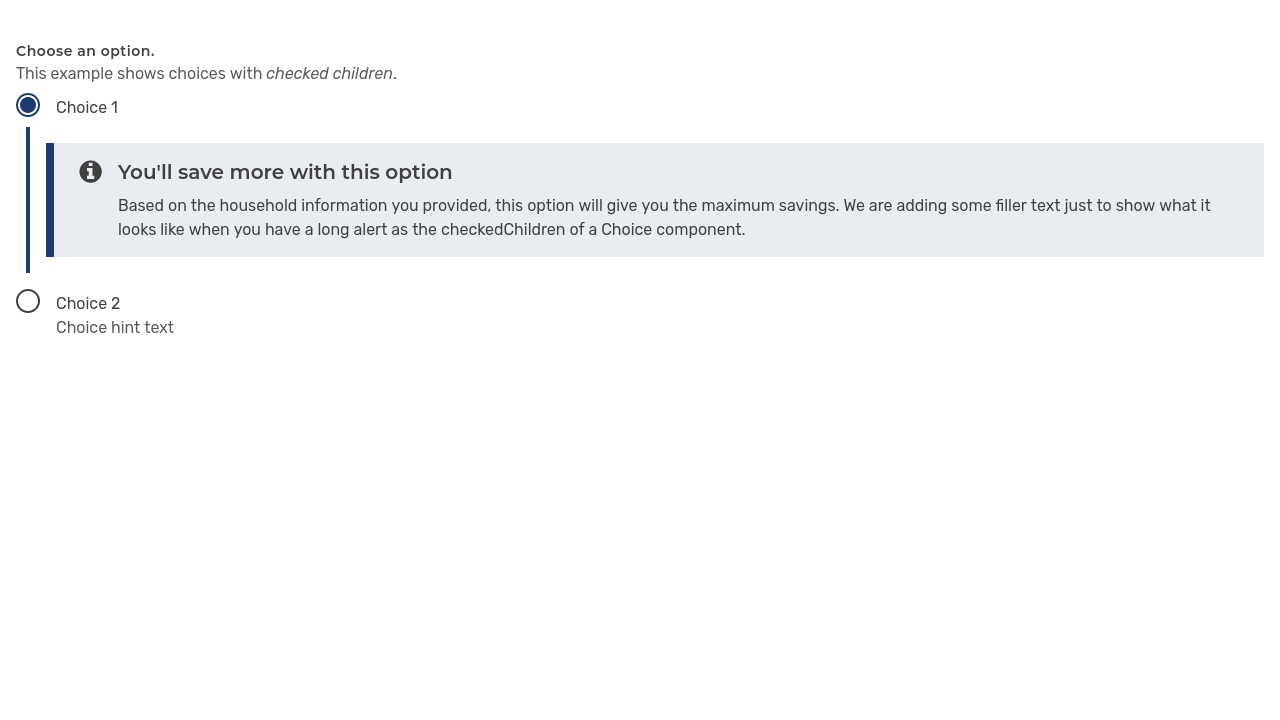 Choose an option.
This example shows choices with checked children.
Choice 1
You'll save more with this option
Based on the household information you provided, this option will give you the maximum savings. We are adding some filler text just to show what it
looks like when you have a long alert as the checkedChildren of a Choice component.
Choice 2
Choice hint text